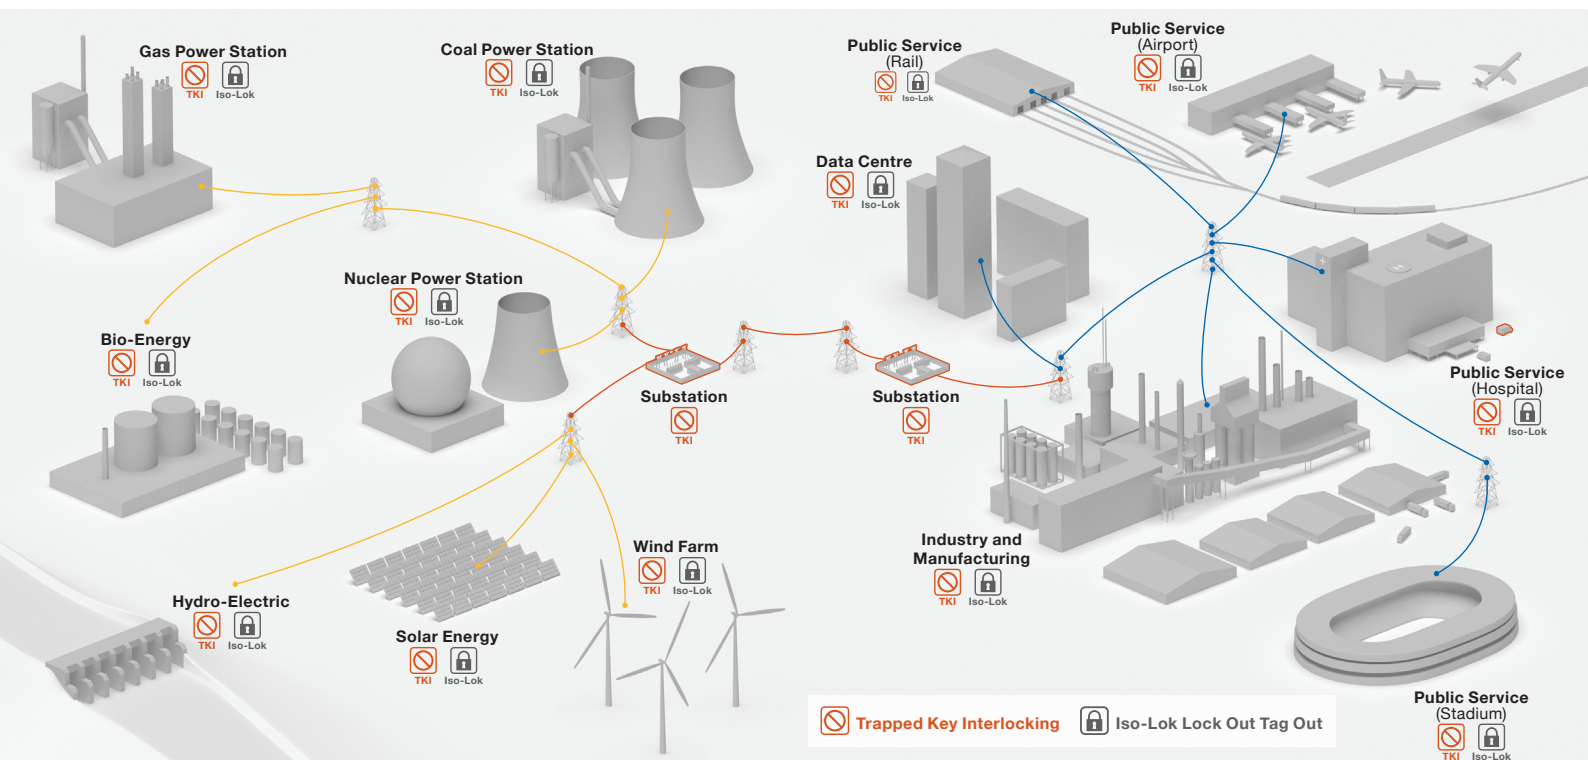 Gas Power Station
TKI Iso-Lok
Coal Power Station
TKI Iso-Lok
Public Service
(Rail)
TKI Iso-Lok
Public Service
(Airport)
TKI Iso-Lok
Data Centre
TKI Iso-Lok
Nuclear Power Station
TKI Iso-Lok
Bio-Energy
TKI Iso-Lok
Substation
TKI
Substation
TKI
Public Service
(Hospital)
TKI Iso-Lok
Industry and
Manufacturing
TKI Iso-Lok
Wind Farm
TKI Iso-Lok
Hydro-Electric
TKI Iso-Lok
Solar Energy
TKI Iso-Lok
Public Service
(Stadium)
TKI Iso-Lok
Trapped Key Interlocking Iso-Lok Lock Out Tag Out
H